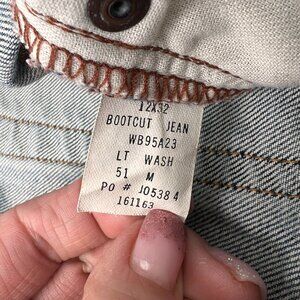 12X32
BOOTCUT JEAN
WB95A23
LT WASH
51 M
PO # J05384
161163